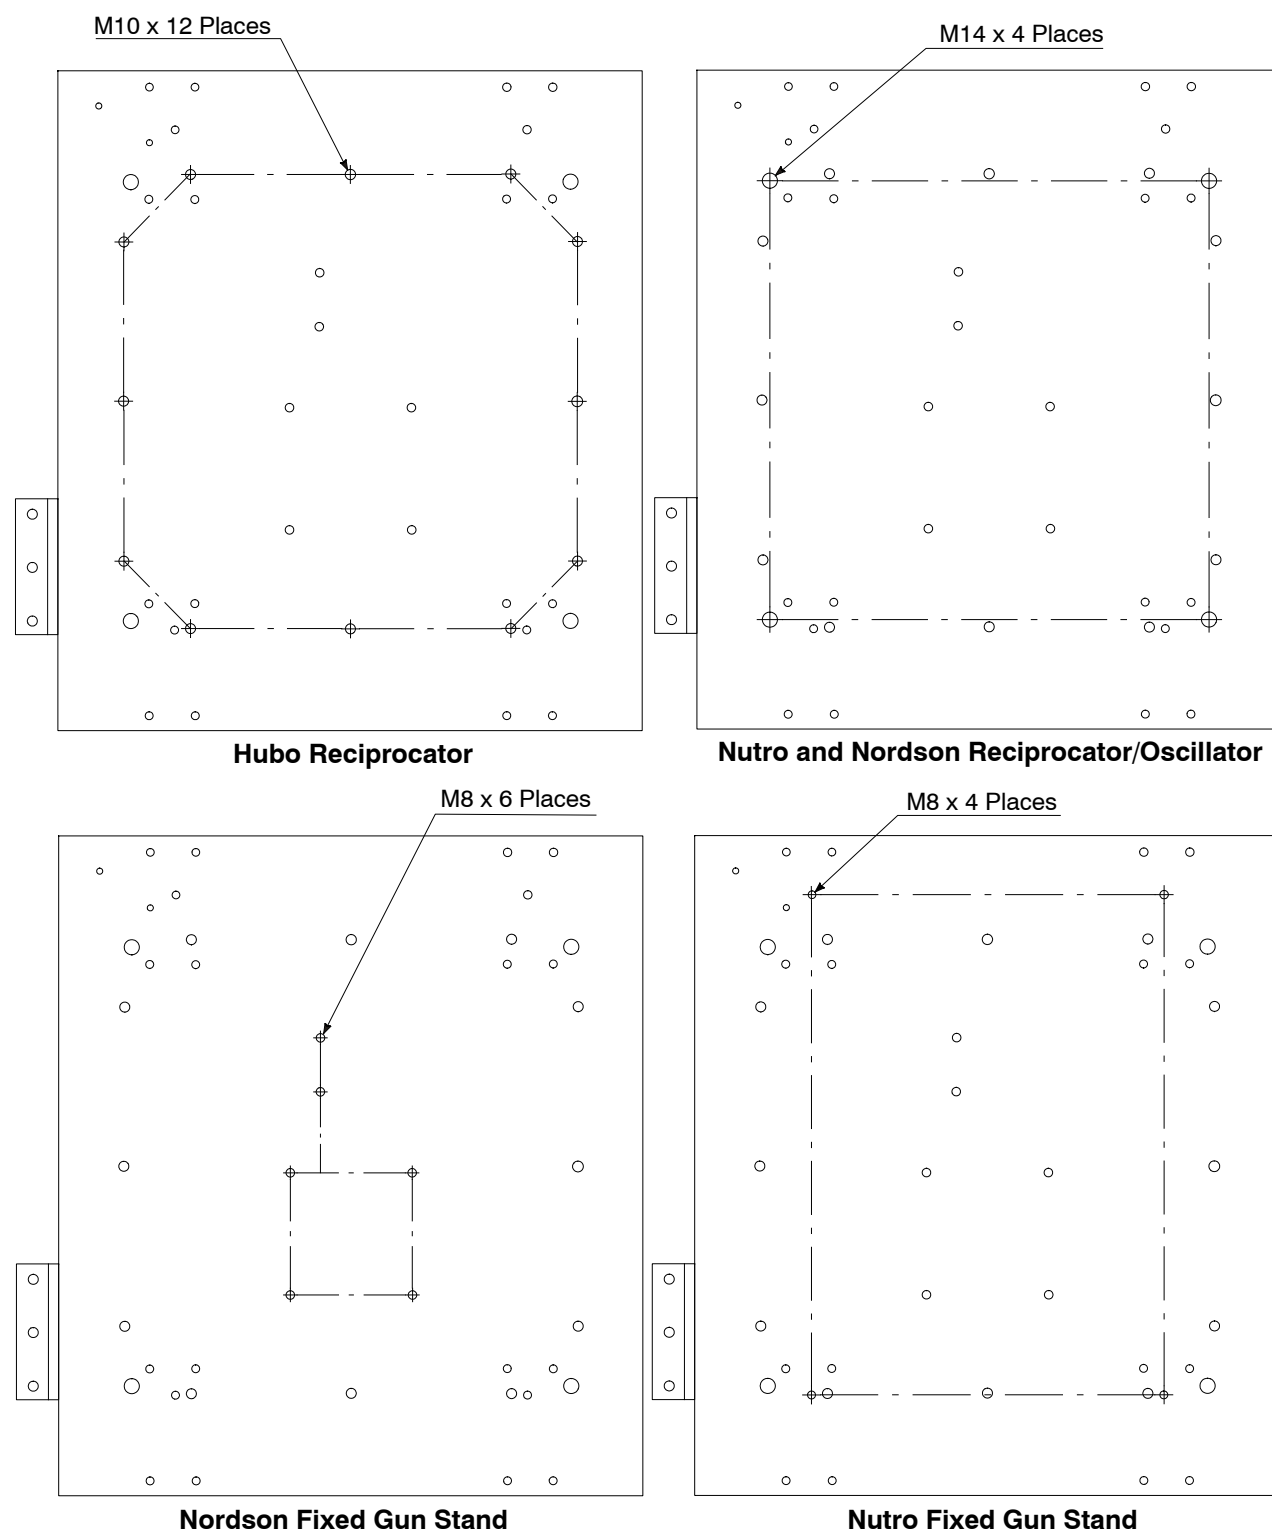 M10 x 12 Places
M14 x 4 Places
Hubo Reciprocator
Nutro and Nordson Reciprocator/Oscillator
M8 x 6 Places
M8 x 4 Places
Nordson Fixed Gun Stand
Nutro Fixed Gun Stand